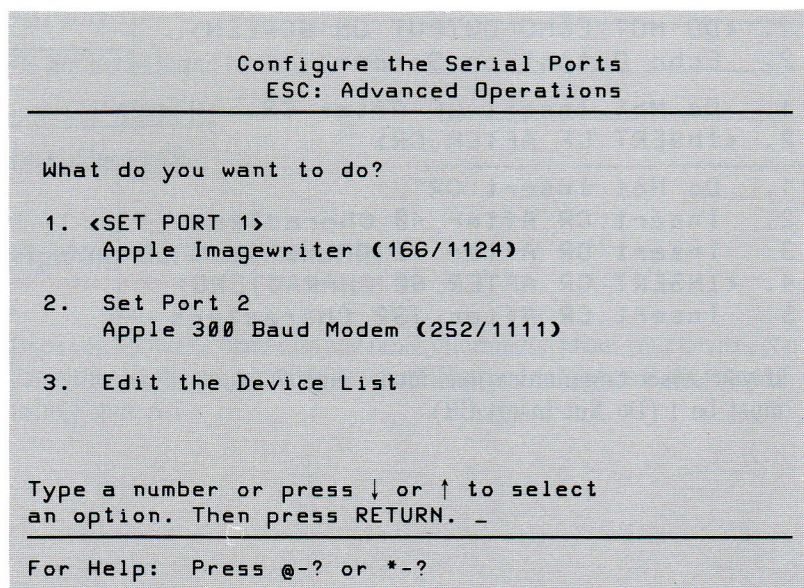 Configure the Serial Ports
ESC: Advanced Operations
What do you want to do?
1. <SET PORT 1>
Apple Imagewriter (166/1124)
2. Set Port 2
Apple 300 Baud Modem (252/1111)
3. Edit the Device List
Type a number or press ↓ or ↑ to select
an option. Then press RETURN. _
For Help: Press @-? or *-?